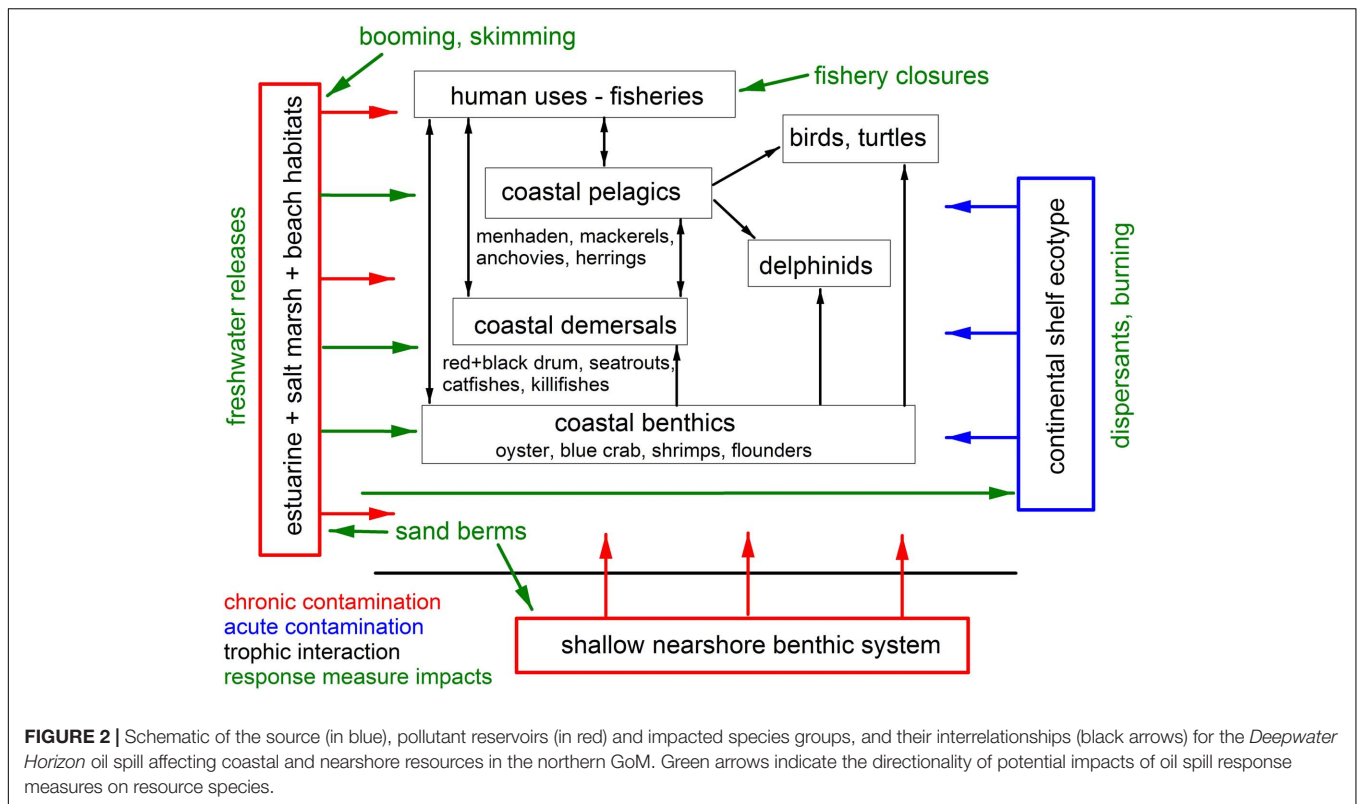 booming, skimming
fishery closures
human uses - fisheries
birds, turtles
coastal pelagics
menhaden, mackerels,
anchovies, herrings
delphinids
coastal demersals
red+black drum, seatrouts,
catfishes, killifishes
coastal benthics
oyster, blue crab, shrimps, flounders
freshwater releases
estuarine + salt marsh + beach habitats
continental shelf ecotype
dispersants, burning
sand berms
chronic contamination
acute contamination
trophic interaction
response measure impacts
shallow nearshore benthic system
FIGURE 2 | Schematic of the source (in blue), pollutant reservoirs (in red) and impacted species groups, and their interrelationships (black arrows) for the Deepwater
Horizon oil spill affecting coastal and nearshore resources in the northern GoM. Green arrows indicate the directionality of potential impacts of oil spill response
measures on resource species.